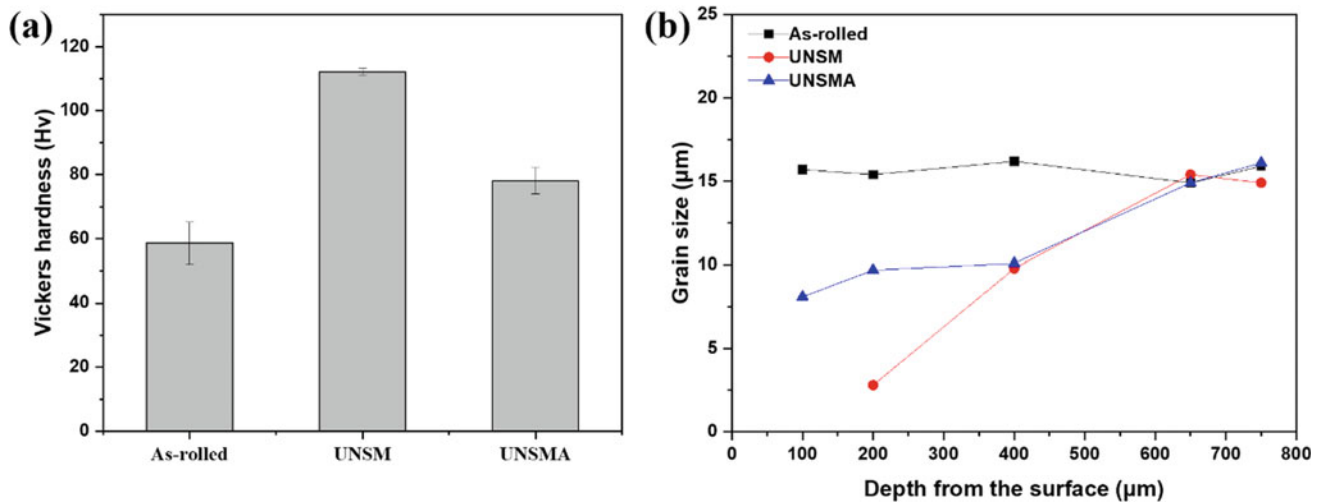 (a)
Vickers hardness (Hv)
120
100
80
60
40
20
0
As-rolled UNSM UNSMA
(b)
As-rolled
UNSM
UNSMA
Grain size (µm)
25
20
15
10
5
0
0 100 200 300 400 500 600 700 800
Depth from the surface (µm)